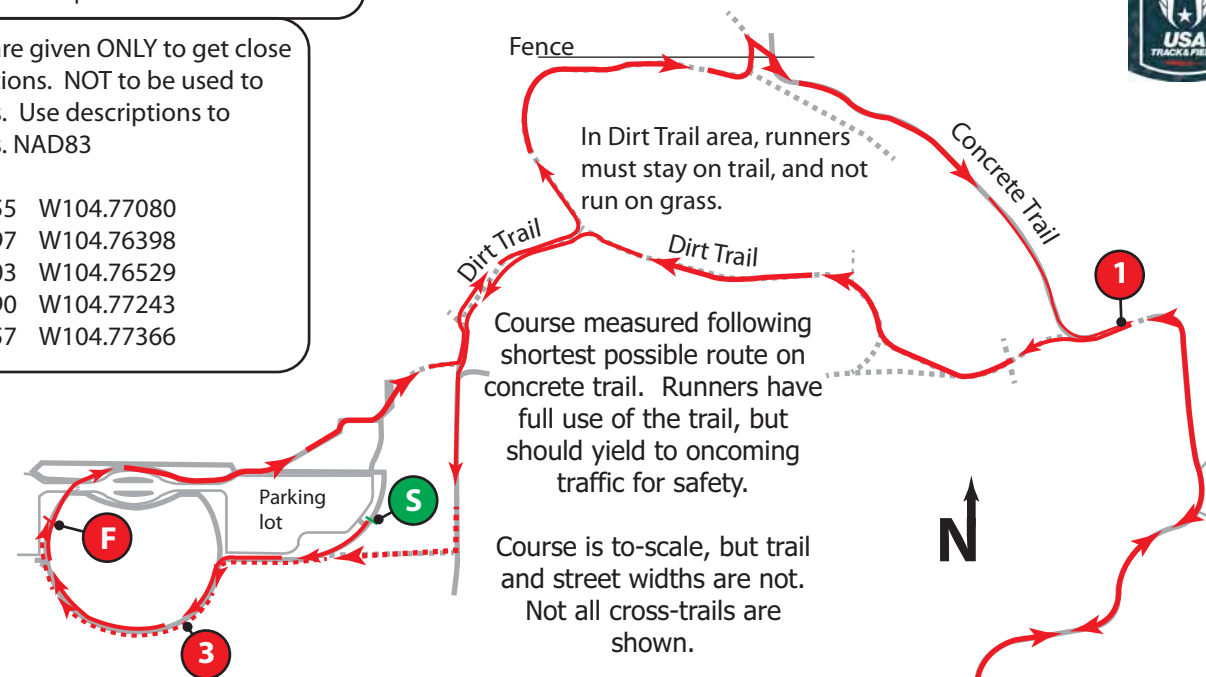 are given ONLY to get close
tions. NOT to be used to
s. Use descriptions to
s. NAD83
55 W104.77080
97 W104.76398
03 W104.76529
90 W104.77243
57 W104.77366
USA
TRACK & FIELD
Fence
In Dirt Trail area, runners
must stay on trail, and not
run on grass.
Concrete Trail
Dirt Trail
Dirt Trail
1
Course measured following
shortest possible route on
concrete trail. Runners have
full use of the trail, but
should yield to oncoming
traffic for safety.
Parking
lot
S
F
N
Course is to-scale, but trail
and street widths are not.
Not all cross-trails are
shown.
3